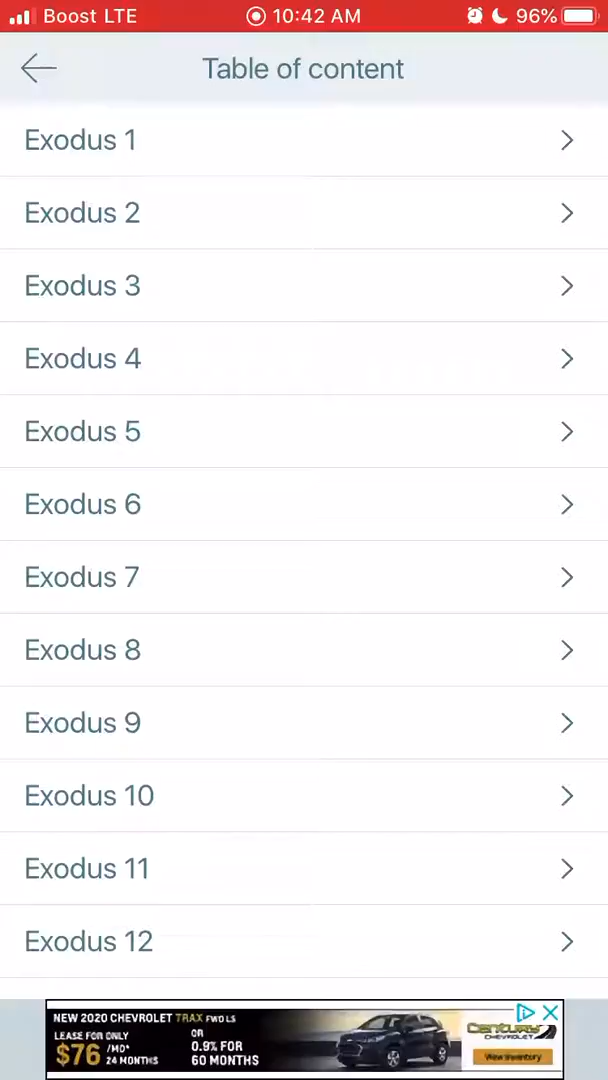 Boost LTE 10:42 AM 96%
Table of content
Exodus 1
Exodus 2
Exodus 3
Exodus 4
Exodus 5
Exodus 6
Exodus 7
Exodus 8
Exodus 9
Exodus 10
Exodus 11
Exodus 12
NEW 2020 CHEVROLET TRAX FWD LS
LEASE FOR ONLY
$76 /MO*
24 MONTHS
OR
0.9% FOR
60 MONTHS
Century 2
CHEVROLET
View Inventory